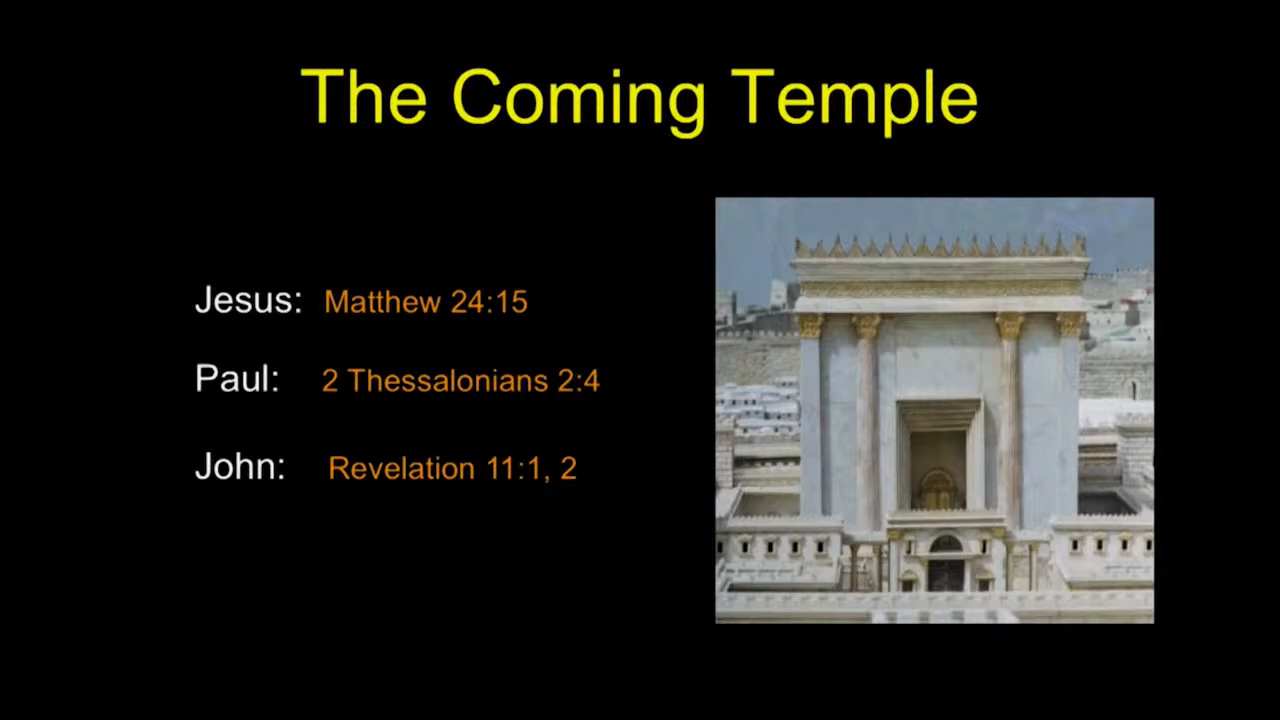 The Coming Temple
Jesus: Matthew 24:15
Paul: 2 Thessalonians 2:4
John: Revelation 11:1, 2